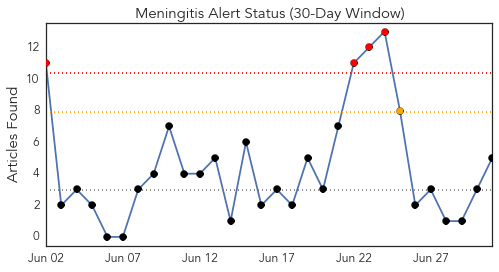 Meningitis Alert Status (30-Day Window)
Articles Found
12
10
8
6
4
2
0
Jun 02 Jun 07 Jun 12 Jun 17 Jun 22 Jun 27